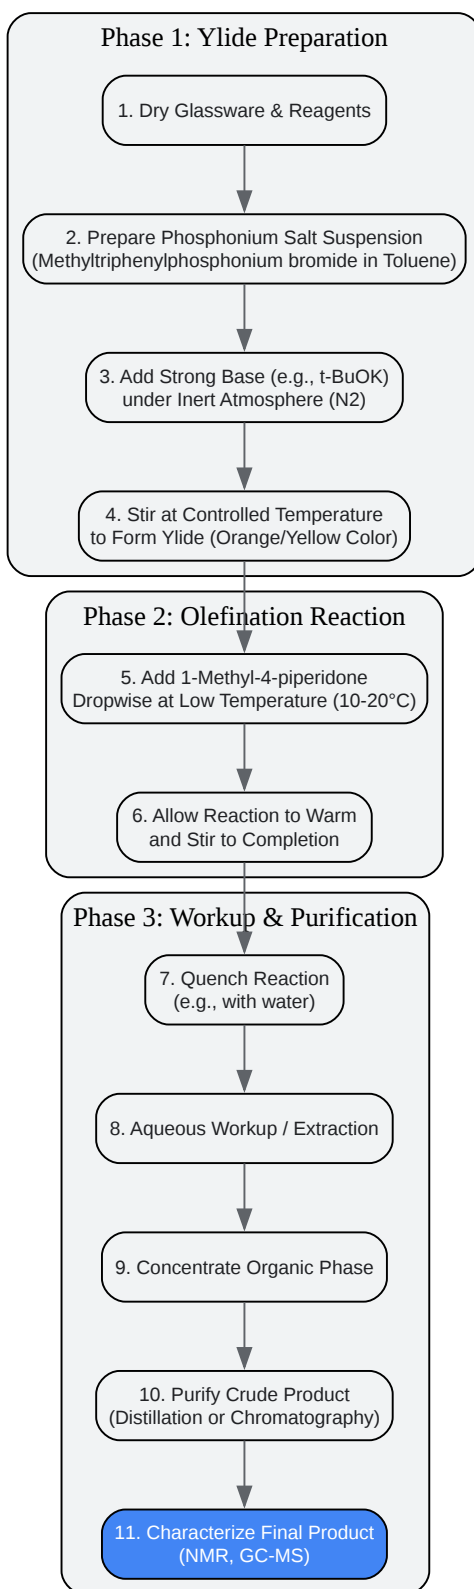 Phase 1: Ylide Preparation
1. Dry Glassware & Reagents
2. Prepare Phosphonium Salt Suspension
(Methyltriphenylphosphonium bromide in Toluene)
3. Add Strong Base (e.g., t-BuOK)
under Inert Atmosphere (N2)
4. Stir at Controlled Temperature
to Form Ylide (Orange/Yellow Color)
Phase 2: Olefination Reaction
5. Add 1-Methyl-4-piperidone
Dropwise at Low Temperature (10-20°C)
6. Allow Reaction to Warm
and Stir to Completion
Phase 3: Workup & Purification
7. Quench Reaction
(e.g., with water)
8. Aqueous Workup / Extraction
9. Concentrate Organic Phase
10. Purify Crude Product
(Distillation or Chromatography)
11. Characterize Final Product
(NMR, GC-MS)